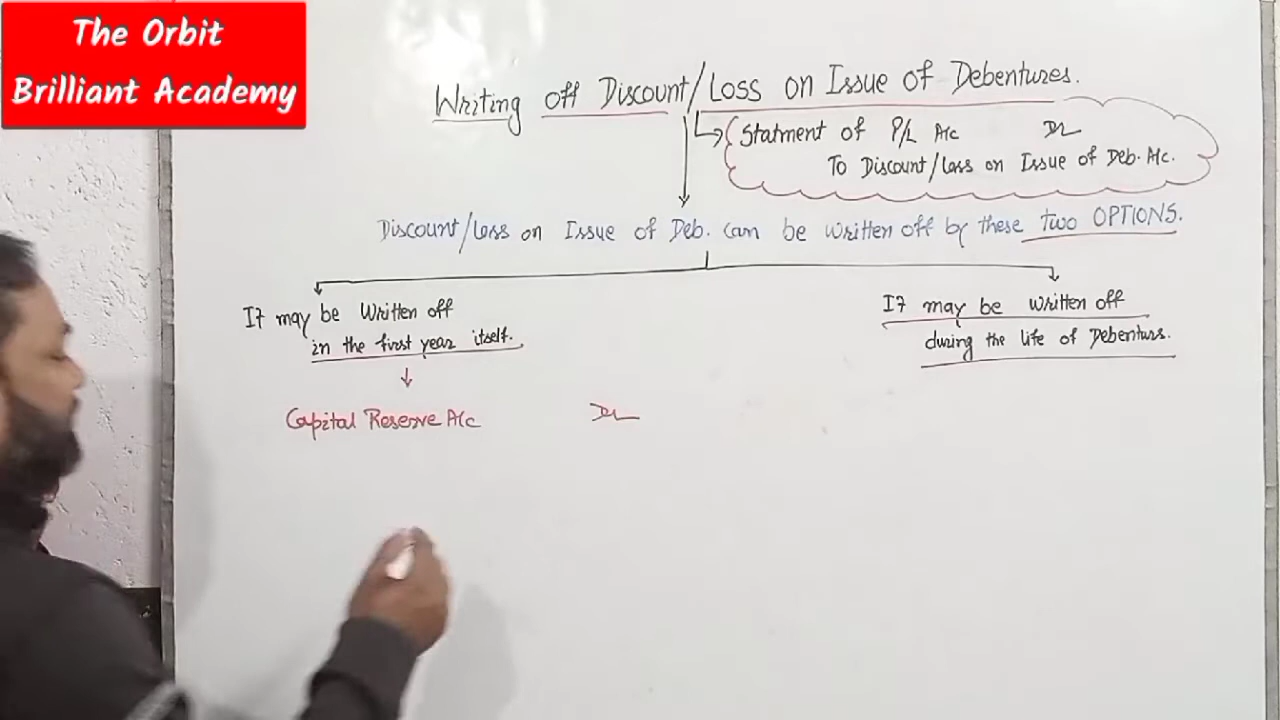 The Orbit
Brilliant Academy
Writing off Discount/Loss on Issue of Debentures.
Statment of P/L A/c Dr
To Discount/Loss on Issue of Deb. A/c.
Discount/Loss on Issue of Deb. can be written off by these two OPTIONS.
It may be Written off
in the first year itself.
It may be written off
during the life of Debenturs.
Capital Reserve A/c Dr